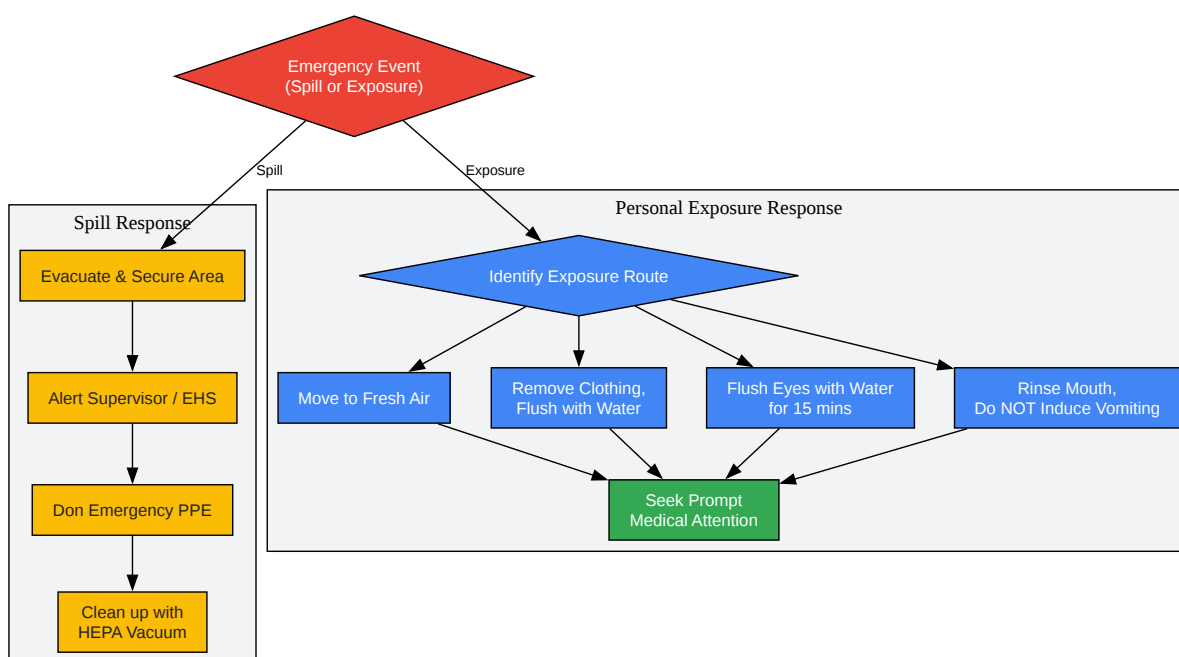 Emergency Event
(Spill or Exposure)
Spill
Exposure
Spill Response
Evacuate & Secure Area
Alert Supervisor / EHS
Don Emergency PPE
Clean up with
HEPA Vacuum
Personal Exposure Response
Identify Exposure Route
Move to Fresh Air
Remove Clothing,
Flush with Water
Flush Eyes with Water
for 15 mins
Rinse Mouth,
Do NOT Induce Vomiting
Seek Prompt
Medical Attention